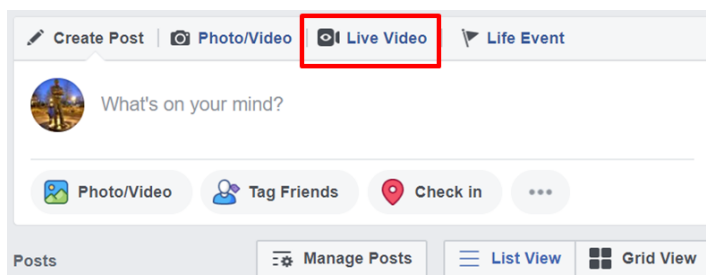 Create Post Photo/Video Live Video Life Event
What's on your mind?
Photo/Video Tag Friends Check in
Posts Manage Posts List View Grid View